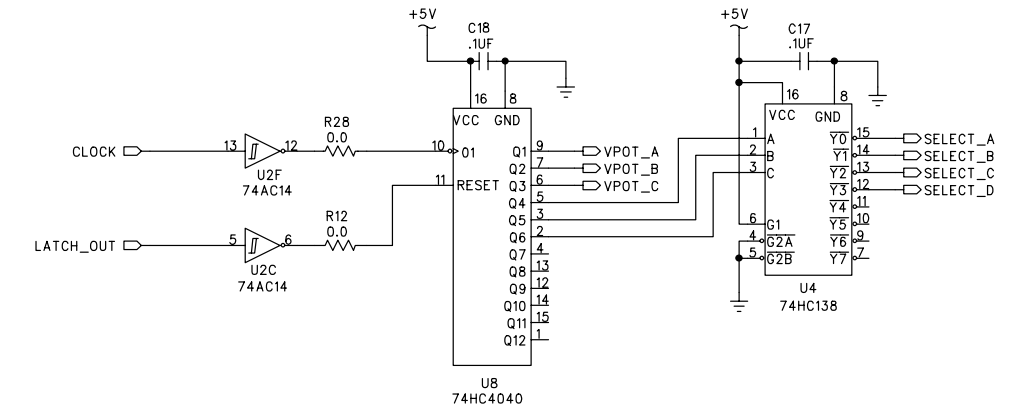 +5V
C18
.1UF
16 8
VCC GND
CLOCK
13 12
U2F
74AC14
R28
0.0
10 O1
11 RESET
LATCH_OUT
5 6
U2C
74AC14
R12
0.0
Q1 9 VPOT_A
Q2 7 VPOT_B
Q3 6 VPOT_C
Q4 5
Q5 3
Q6 2
Q7 4
Q8 13
Q9 12
Q10 14
Q11 15
Q12 1
U8
74HC4040
+5V
C17
.1UF
16 8
VCC GND
1 A
2 B
3 C
6 G1
4 G2A
5 G2B
Y0 15 SELECT_A
Y1 14 SELECT_B
Y2 13 SELECT_C
Y3 12 SELECT_D
Y4 11
Y5 10
Y6 9
Y7 7
U4
74HC138